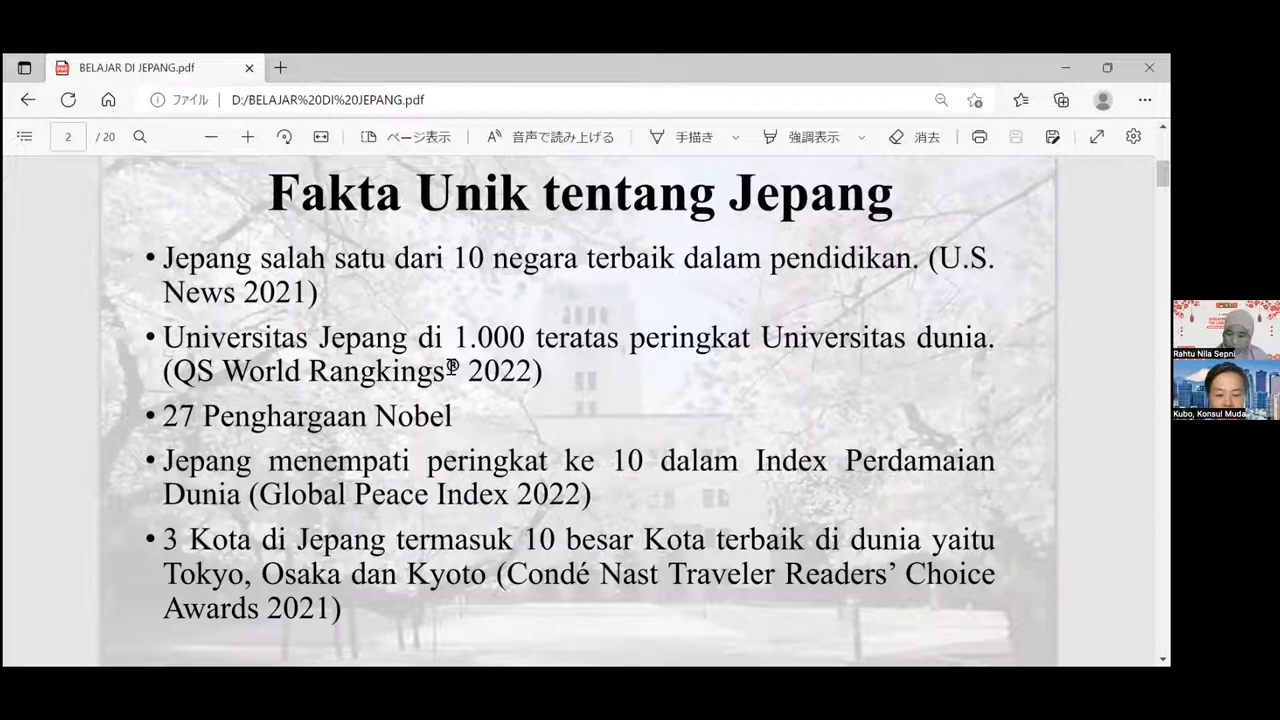 BELAJAR DI JEPANG.pdf
ファイル
D:/BELAJAR%20DI%20JEPANG.pdf
2 / 20
ページ表示
音声で読み上げる
手描き
強調表示
消去
Fakta Unik tentang Jepang
• Jepang salah satu dari 10 negara terbaik dalam pendidikan. (U.S.
News 2021)
• Universitas Jepang di 1.000 teratas peringkat Universitas dunia.
(QS World Rangkings® 2022)
• 27 Penghargaan Nobel
• Jepang menempati peringkat ke 10 dalam Index Perdamaian
Dunia (Global Peace Index 2022)
• 3 Kota di Jepang termasuk 10 besar Kota terbaik di dunia yaitu
Tokyo, Osaka dan Kyoto (Condé Nast Traveler Readers’ Choice
Awards 2021)
Rahtu Nila Sepni
Kubo, Konsul Muda